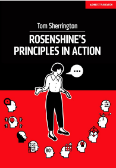 Tom Sherrington
ROSENSHINE'S
PRINCIPLES IN ACTION